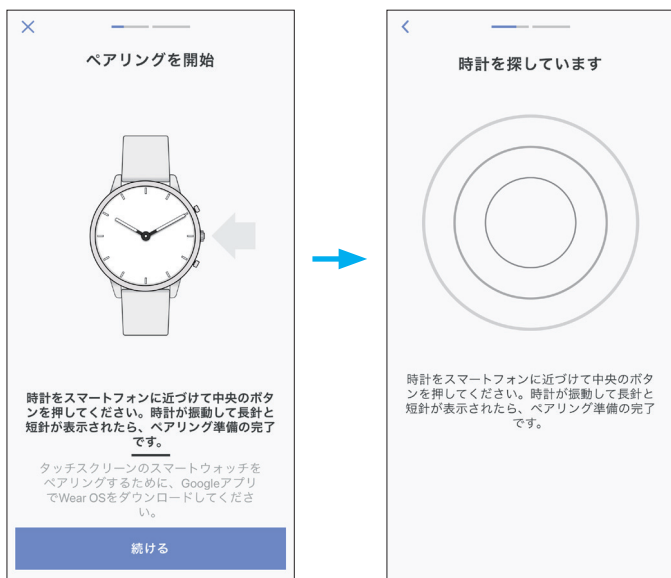 ペアリングを開始
時計をスマートフォンに近づけて中央のボタ
ンを押してください。時計が振動して長針と
短針が表示されたら、ペアリング準備の完了
です。
タッチスクリーンのスマートウォッチを
ペアリングするために、Googleアプリ
でWear OSをダウンロードしてくださ
い。
続ける
時計を探しています
時計をスマートフォンに近づけて中央のボタ
ンを押してください。時計が振動して長針と
短針が表示されたら、ペアリング準備の完了
です。